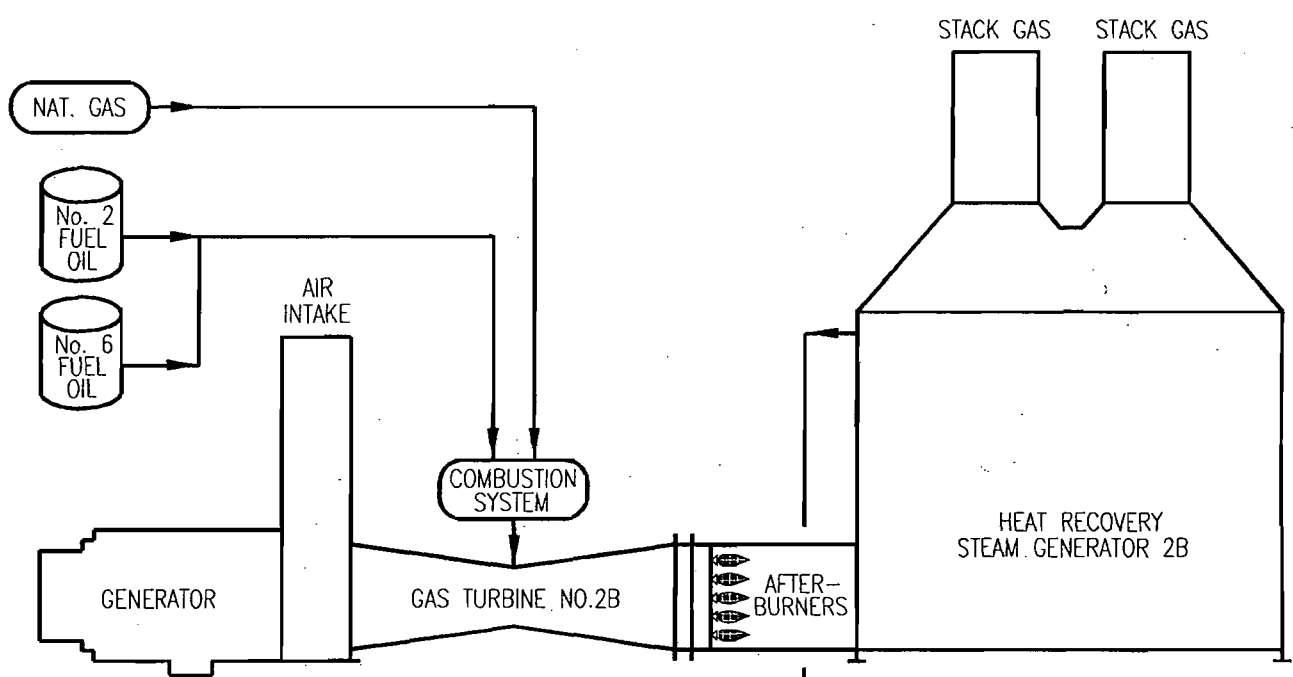 STACK GAS
STACK GAS
NAT. GAS
No. 2
FUEL
OIL
AIR
INTAKE
No. 6
FUEL
OIL
COMBUSTION
SYSTEM
HEAT RECOVERY
STEAM GENERATOR 2B
GENERATOR
GAS TURBINE NO.2B
AFTER-
BURNERS